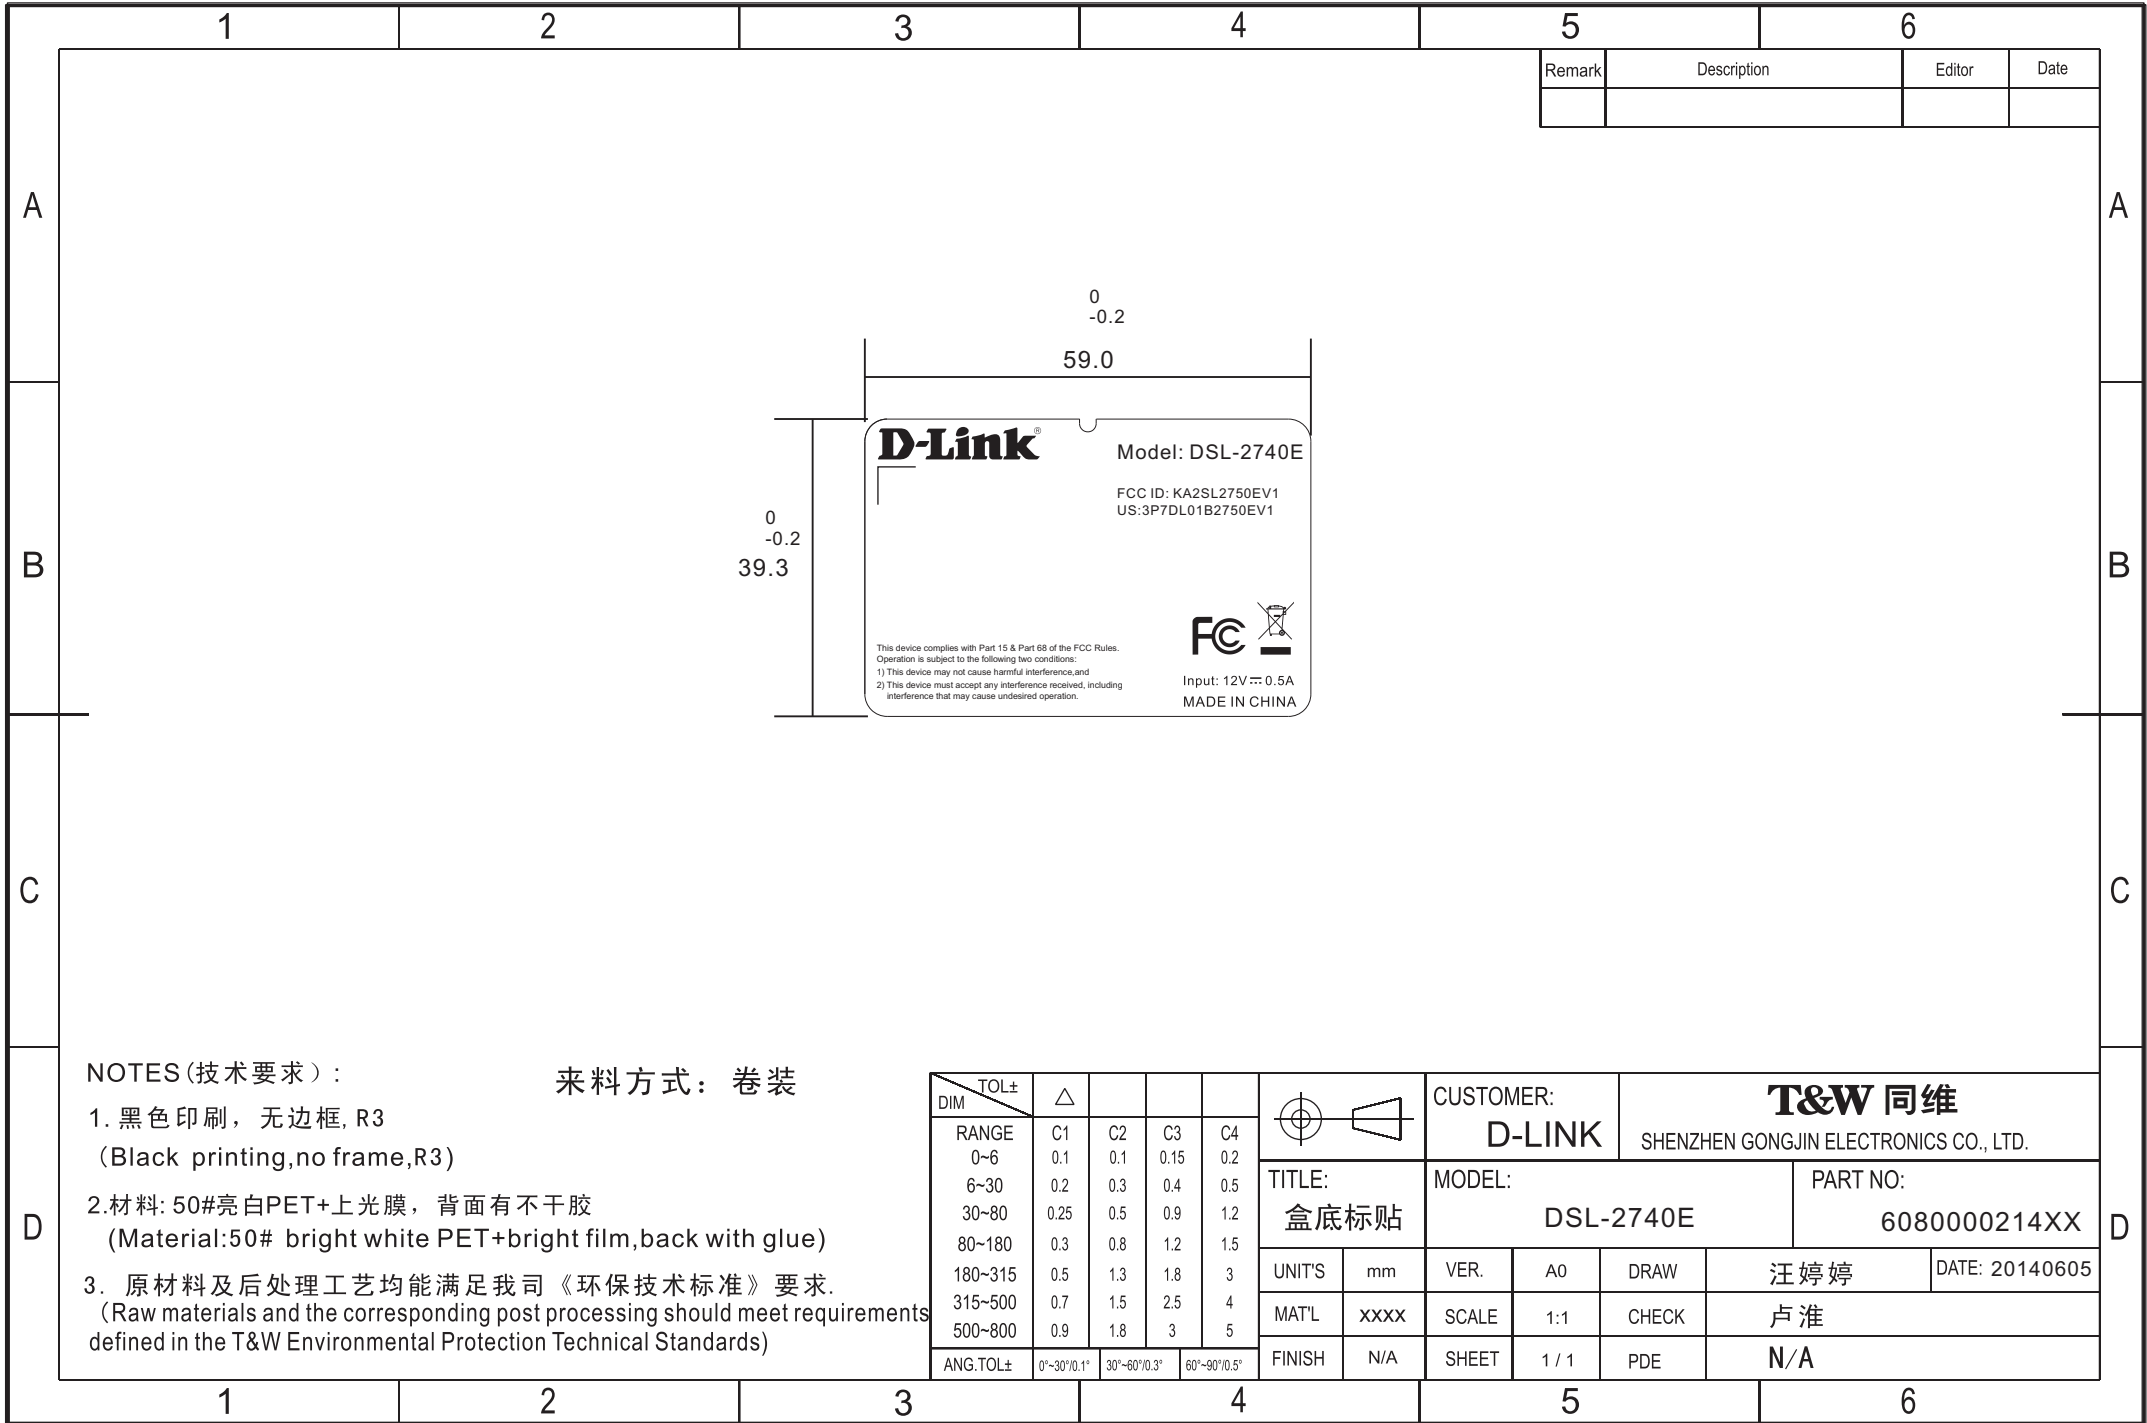 1 2 3 4 5 6
Remark Description Editor Date
A A
0
-0.2
59.0
D-Link®
Model: DSL-2740E
FCC ID: KA2SL2750EV1
US:3P7DL01B2750EV1
0
-0.2
39.3
B B
FC
This device complies with Part 15 & Part 68 of the FCC Rules.
Operation is subject to the following two conditions:
1) This device may not cause harmful interference,and
2) This device must accept any interference received, including
interference that may cause undesired operation.
Input: 12V⎓0.5A
MADE IN CHINA
C C
NOTES(技术要求）:
来料方式：卷装
1. 黑色印刷，无边框, R3
（Black printing,no frame,R3)
2.材料: 50#亮白PET+上光膜，背面有不干胶
(Material:50# bright white PET+bright film,back with glue)
3. 原材料及后处理工艺均能满足我司《环保技术标准》要求.
（Raw materials and the corresponding post processing should meet requirements
defined in the T&W Environmental Protection Technical Standards)
D D
TOL± △
DIM
RANGE C1 C2 C3 C4
0~6 0.1 0.1 0.15 0.2
6~30 0.2 0.3 0.4 0.5
30~80 0.25 0.5 0.9 1.2
80~180 0.3 0.8 1.2 1.5
180~315 0.5 1.3 1.8 3
315~500 0.7 1.5 2.5 4
500~800 0.9 1.8 3 5
ANG.TOL± 0°~30°/0.1° 30°~60°/0.3° 60°~90°/0.5°
CUSTOMER:
D-LINK
T&W 同维
SHENZHEN GONGJIN ELECTRONICS CO., LTD.
TITLE:
盒底标贴
MODEL:
DSL-2740E
PART NO:
6080000214XX
UNIT'S mm VER. A0 DRAW 汪婷婷 DATE: 20140605
MAT'L XXXX SCALE 1:1 CHECK 卢淮
FINISH N/A SHEET 1 / 1 PDE N/A
1 2 3 4 5 6